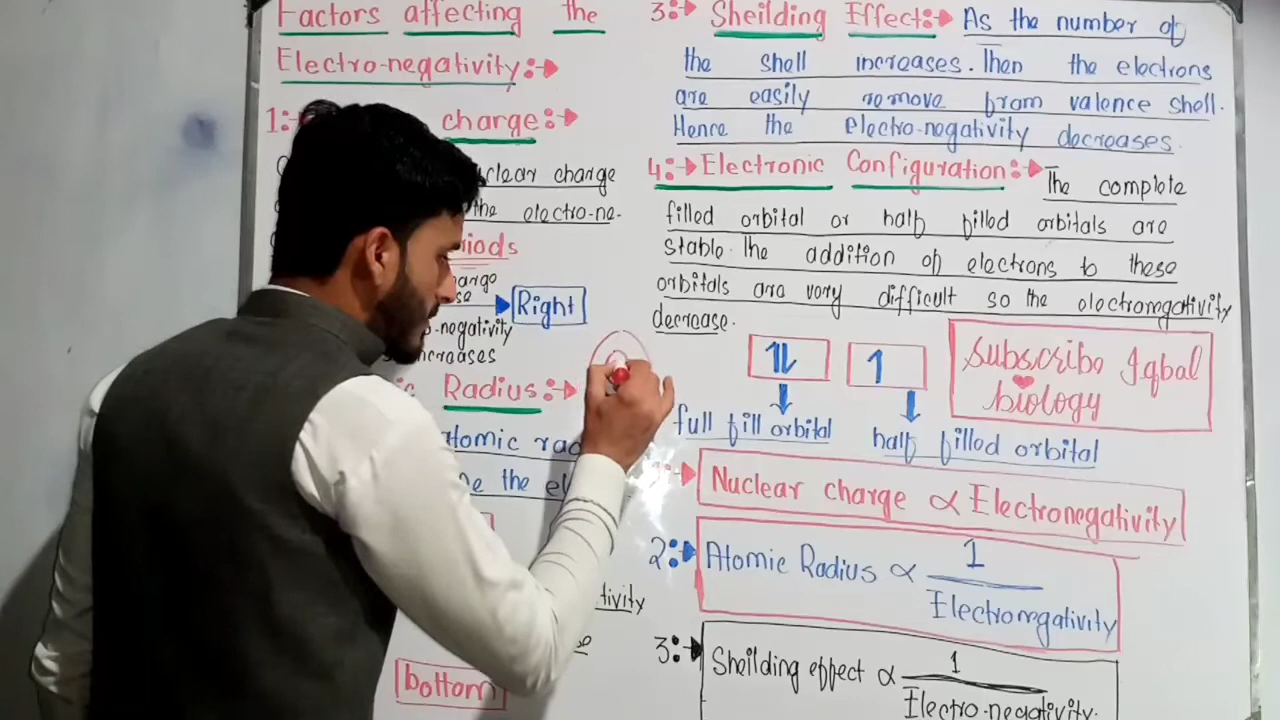 Factors affecting the
Electro-negativity:→
1:→ charge:→
clear charge
the electro-ne-
iods
Right
-negativity
increases
Radius:→
atomic rad
the el
tivity
bottom
3:→ Sheilding Effect:→ As the number of
the shell increases. Then the electrons
are easily remove from valence shell.
Hence the electro-negativity decreases.
4:→ Electronic Configuration:→ The complete
filled orbital or half filled orbitals are
stable. The addition of electrons to these
orbitals are very difficult so the electronegativity
decrease.
1⇂ 1
full fill orbital half filled orbital
Subscribe Iqbal
biology
Nuclear charge ∝ Electronegativity
2:→ Atomic Radius ∝ 1
Electronegativity
3:→ Sheilding effect ∝ 1
Electro-negativity.